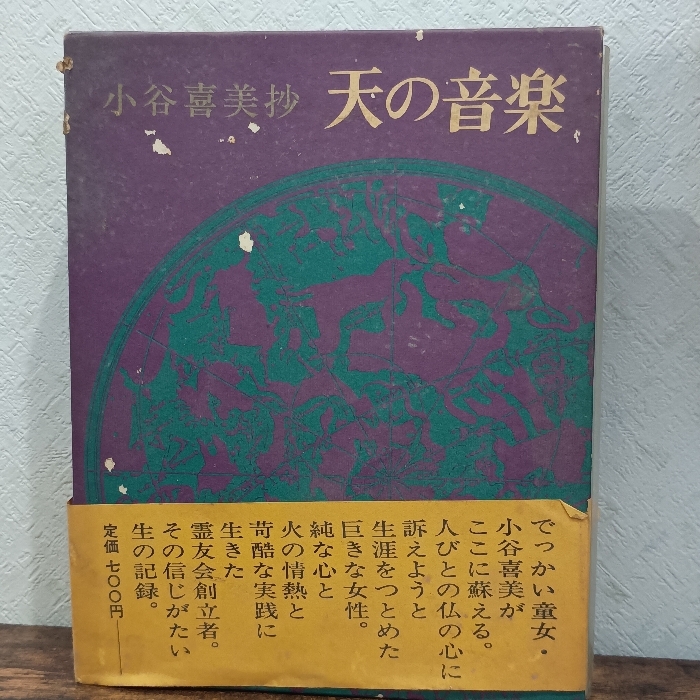 小谷喜美抄 天の音楽
でっかい童女・
小谷喜美が
ここに蘇える。
人びとの仏の心に
訴えようと
生涯をつとめた
巨きな女性。
純な心と
火の情熱と
苛酷な実践に
生きた
霊友会創立者。
その信じがたい
生の記録。
定価 七〇〇円